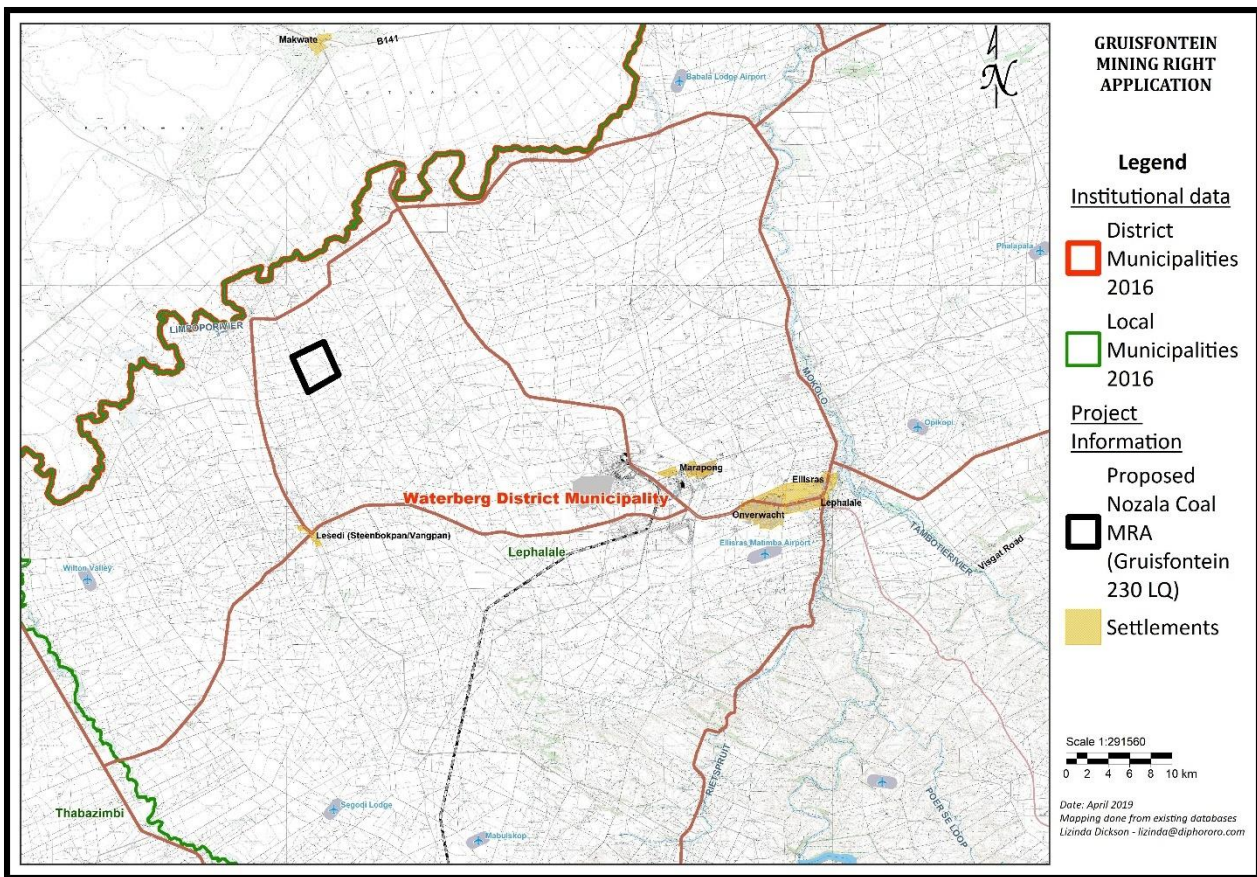 Makwate
B141
N
Babala Lodge Airport
Phalapala
LIMPOPORIVIER
MOKOLO
Opikopi
Marapong
Ellisras
Waterberg District Municipality
Onverwacht
Lephalale
Lesedi (Steenbokpan/Vangpan)
Lephalale
Ellisras Matimba Airport
TAMBOTIERIVIER
Visgat Road
Wilton Valley
RIETSPRUIT
POER SE LOOP
Thabazimbi
Segodi Lodge
Mabulskop
GRUISFONTEIN
MINING RIGHT
APPLICATION
Legend
Institutional data
District
Municipalities
2016
Local
Municipalities
2016
Project
Information
Proposed
Nozala Coal
MRA
(Gruisfontein
230 LQ)
Settlements
Scale 1:291560
0 2 4 6 8 10 km
Date: April 2019
Mapping done from existing databases
Lizinda Dickson - lizinda@diphororo.com